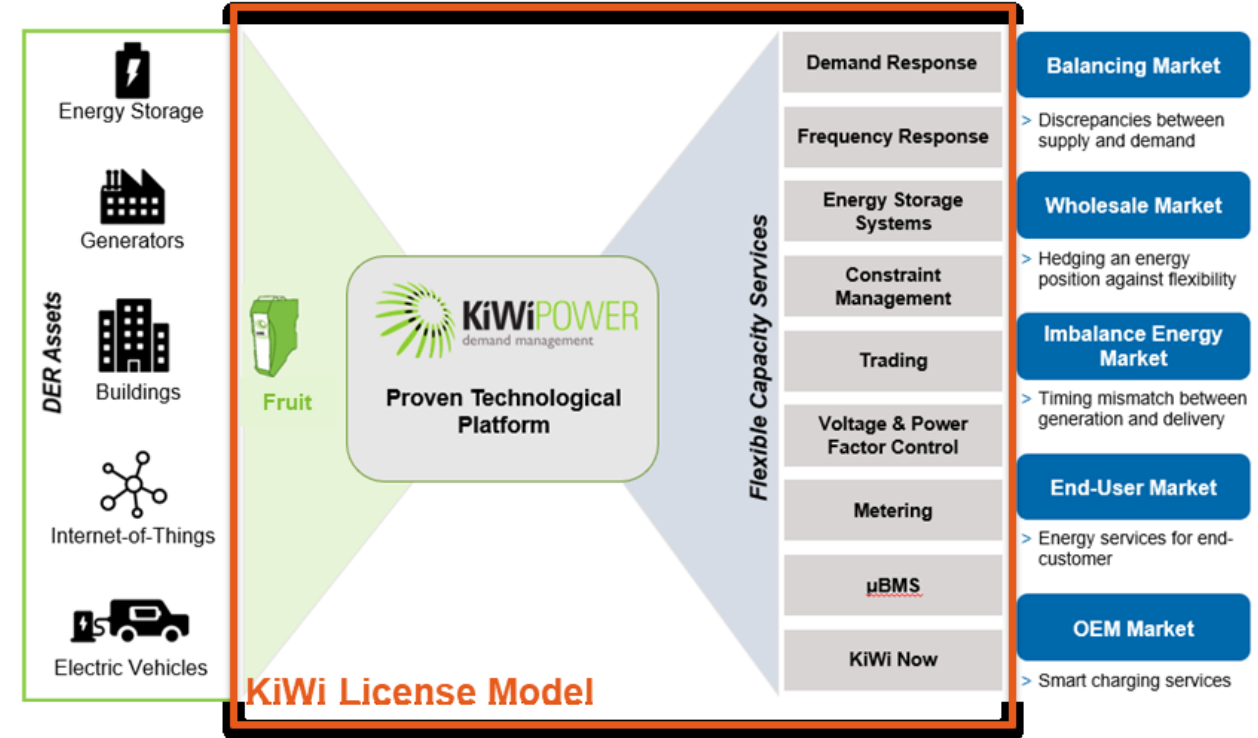 DER Assets
Energy Storage
Generators
Buildings
Internet-of-Things
Electric Vehicles
Fruit
KiWiPOWER
demand management
Proven Technological
Platform
KiWi License Model
Flexible Capacity Services
Demand Response
Frequency Response
Energy Storage
Systems
Constraint
Management
Trading
Voltage & Power
Factor Control
Metering
µBMS
KiWi Now
Balancing Market
> Discrepancies between
supply and demand
Wholesale Market
> Hedging an energy
position against flexibility
Imbalance Energy
Market
> Timing mismatch between
generation and delivery
End-User Market
> Energy services for end-
customer
OEM Market
> Smart charging services